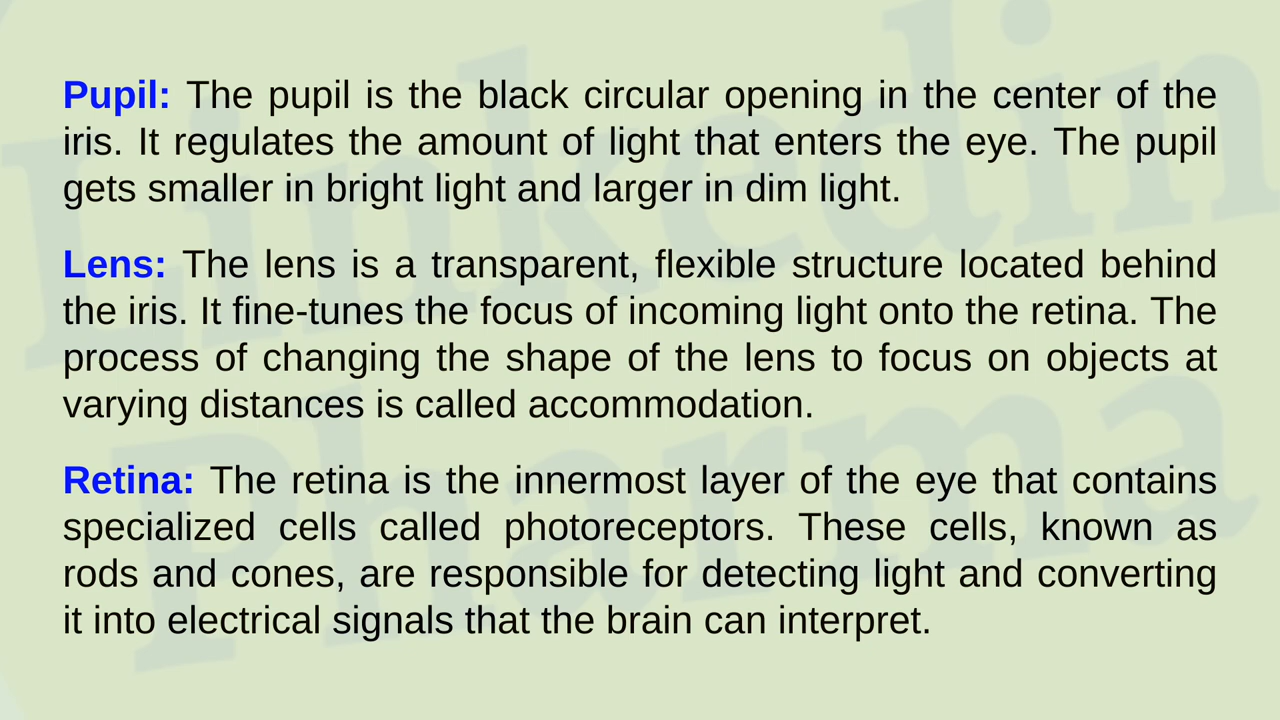 Pupil: The pupil is the black circular opening in the center of the
iris. It regulates the amount of light that enters the eye. The pupil
gets smaller in bright light and larger in dim light.
Lens: The lens is a transparent, flexible structure located behind
the iris. It fine-tunes the focus of incoming light onto the retina. The
process of changing the shape of the lens to focus on objects at
varying distances is called accommodation.
Retina: The retina is the innermost layer of the eye that contains
specialized cells called photoreceptors. These cells, known as
rods and cones, are responsible for detecting light and converting
it into electrical signals that the brain can interpret.
Linkedin
Pharma